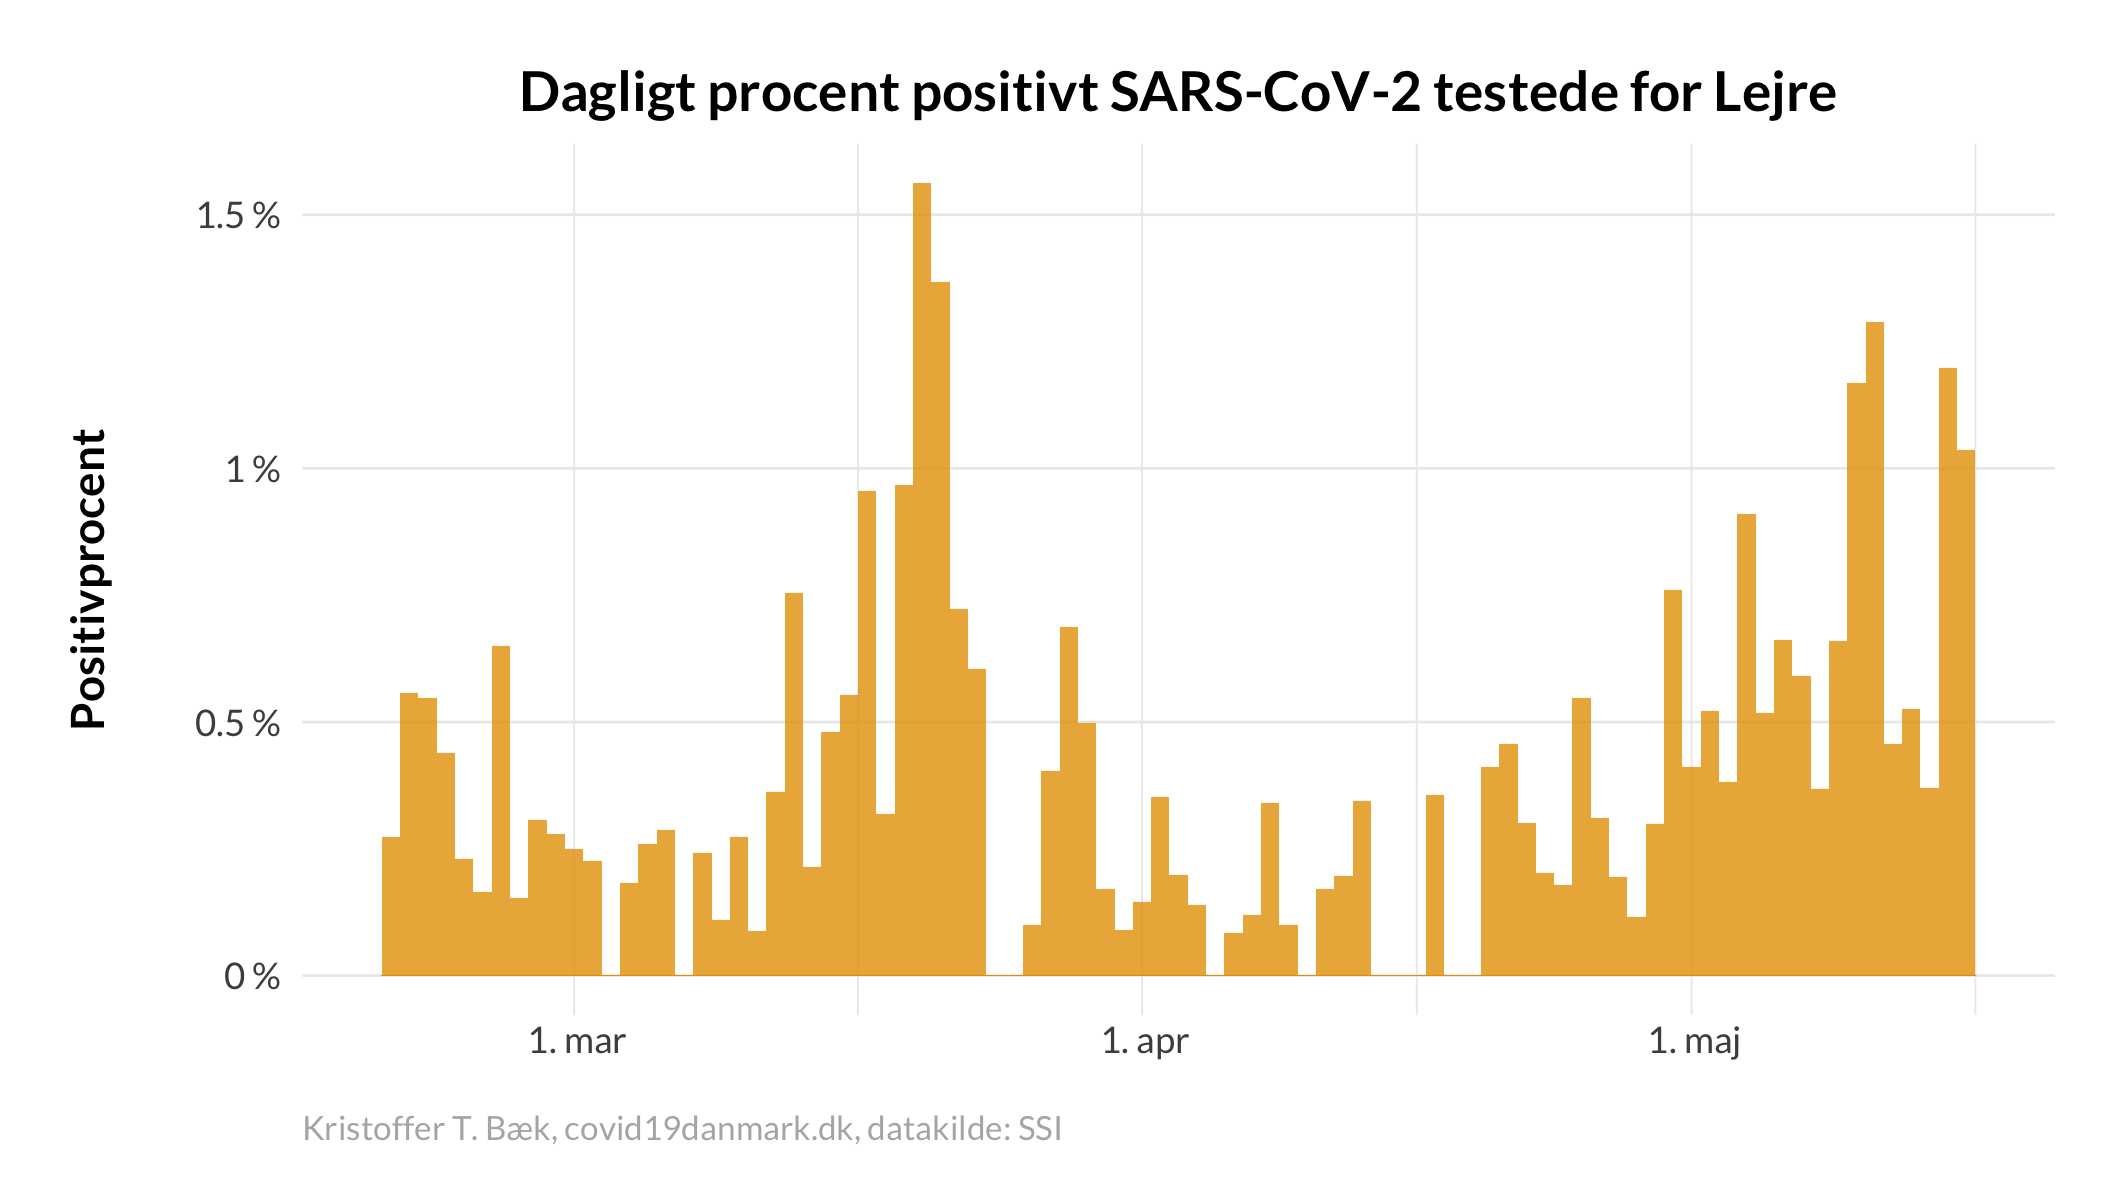 Dagligt procent positivt SARS-CoV-2 testede for Lejre
Positivprocent
1.5 %
1 %
0.5 %
0 %
1. mar
1. apr
1. maj
Kristoffer T. Bæk, covid19danmark.dk, datakilde: SSI